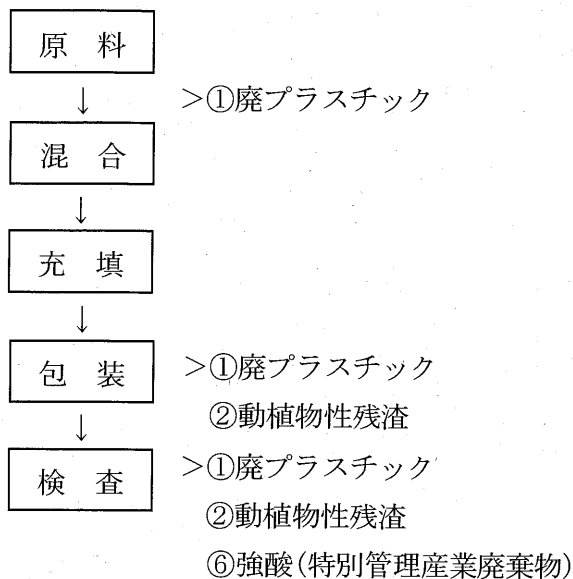 原料
↓ >①廃プラスチック
混合
↓
充填
↓
包装 >①廃プラスチック
②動植物性残渣
↓
検査 >①廃プラスチック
②動植物性残渣
⑥強酸(特別管理産業廃棄物)